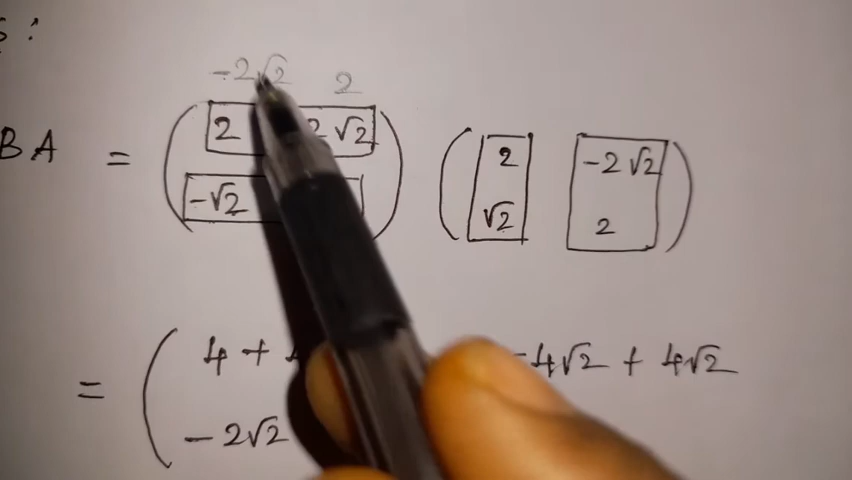 s :
-2√2 2
BA = ( 2 2√2 ) ( 2 -2√2 )
-√2 √2 2
= ( 4 + -4√2 + 4√2
-2√2